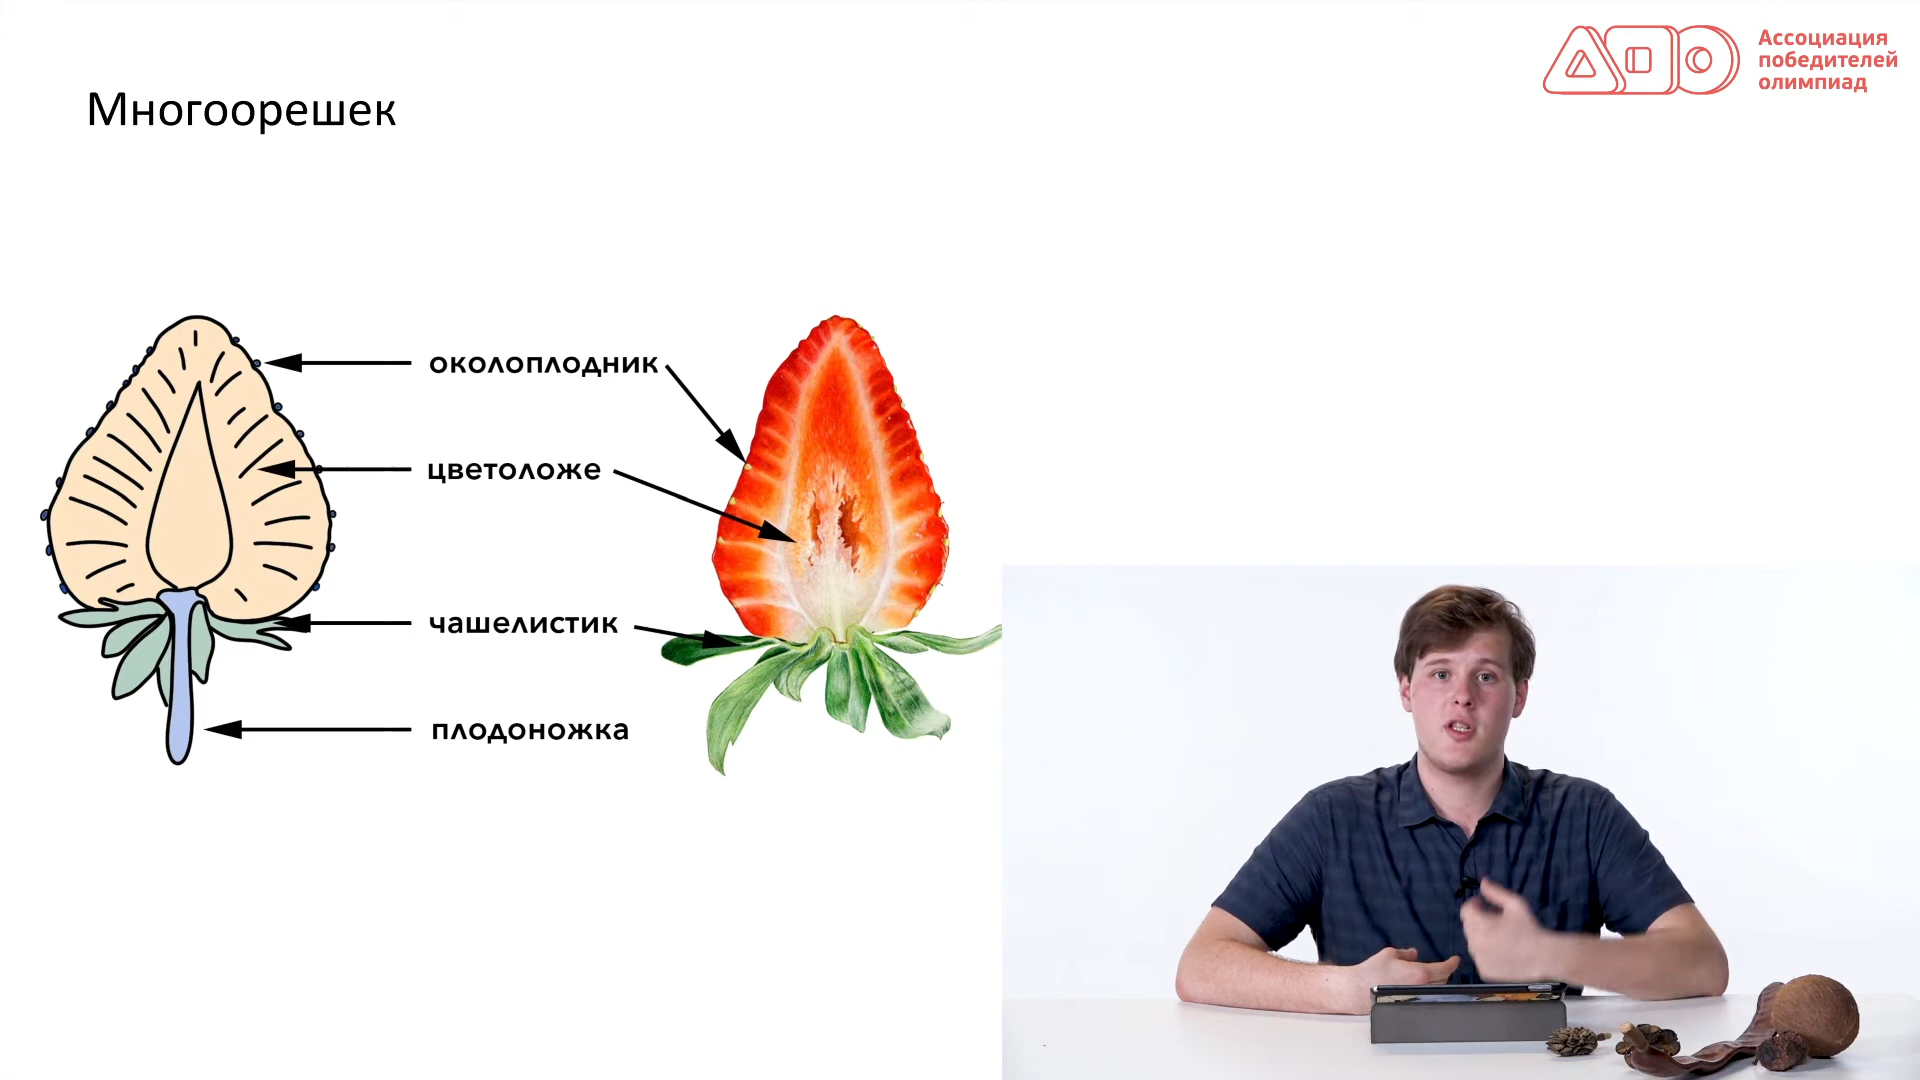 Ассоциация
победителей
олимпиад
Многоорешек
околоплодник
цветоложе
чашелистик
плодоножка